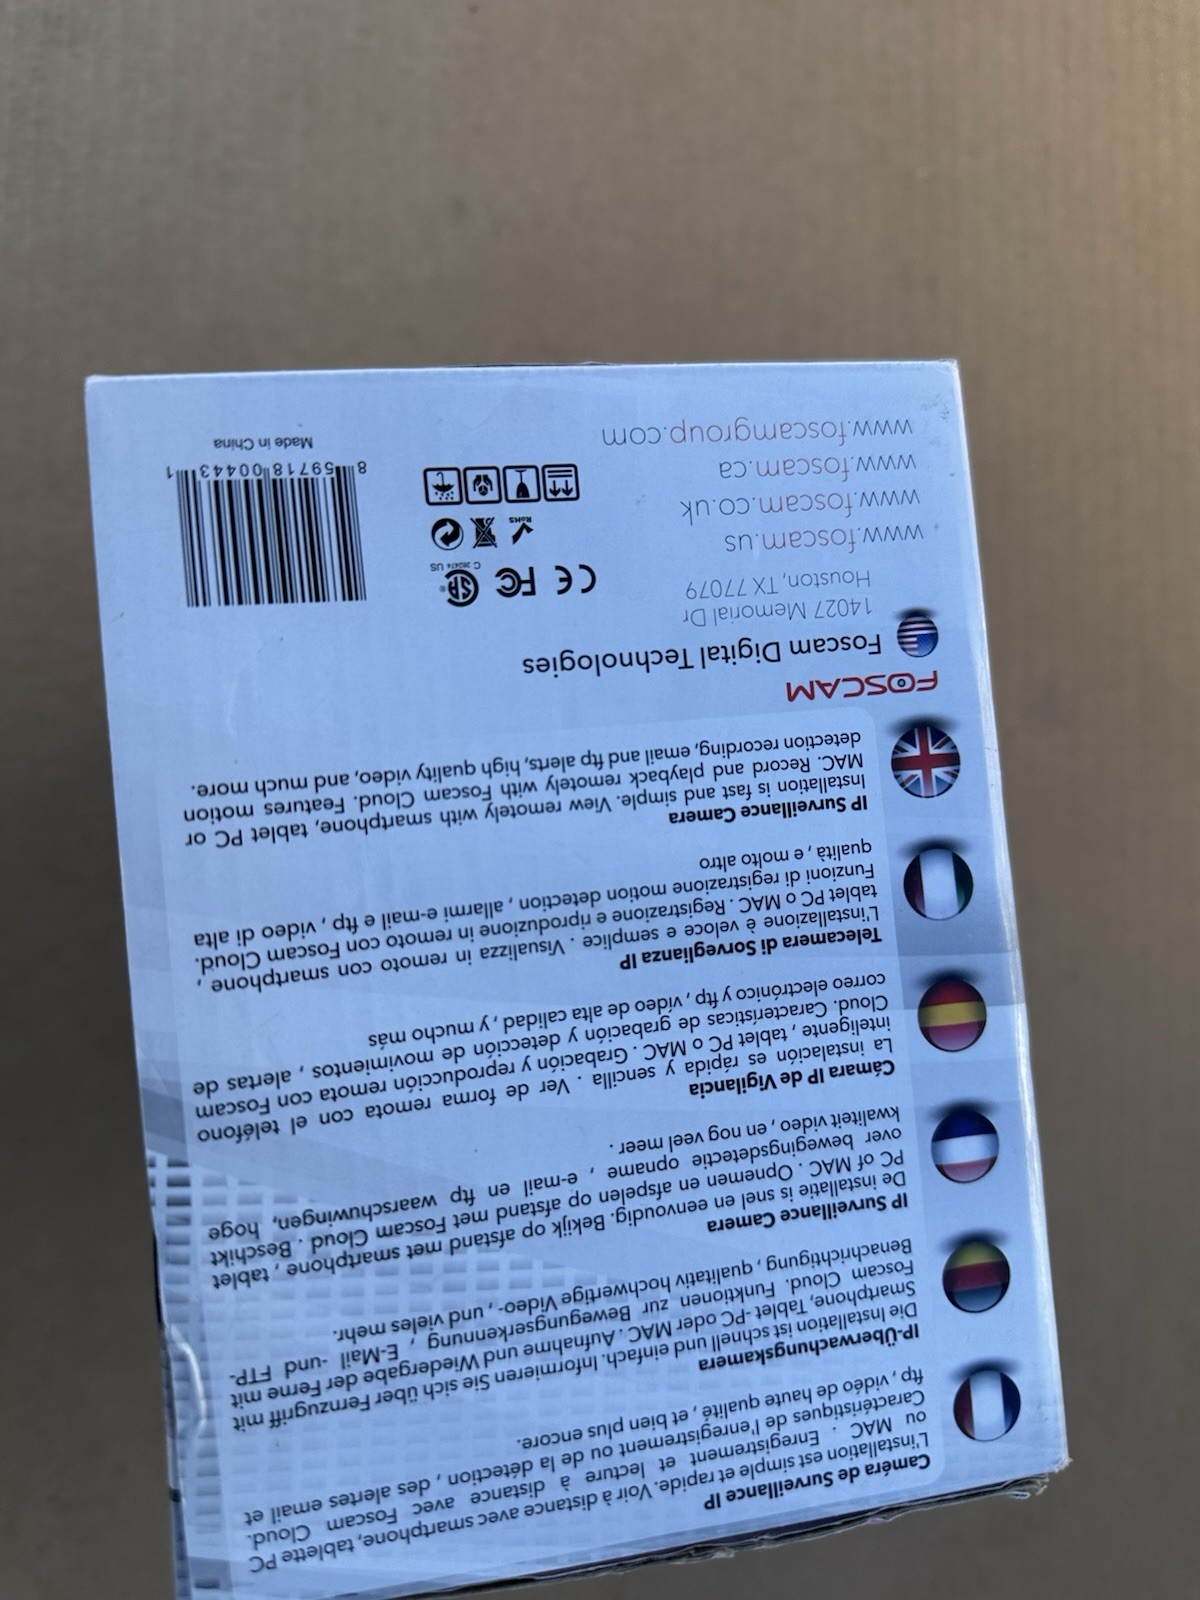 Caméra de Surveillance IP
L'installation est simple et rapide. Voir à distance avec smartphone, tablette PC
ou MAC . Enregistrement et lecture à distance avec Foscam Cloud.
Caractéristiques de l'enregistrement ou de la détection , des alertes email et
ftp , vidéo de haute qualité , et bien plus encore.
IP-Überwachungskamera
Die Installation ist schnell und einfach. Informieren Sie sich über Fernzugriff mit
Smartphone, Tablet -PC oder MAC . Aufnahme und Wiedergabe der Ferne mit
Foscam Cloud. Funktionen zur Bewegungserkennung , E-Mail -und FTP-
Benachrichtigung , qualitativ hochwertige Video- , und vieles mehr.
IP Surveillance Camera
De installatie is snel en eenvoudig. Bekijk op afstand met smartphone , tablet
PC of MAC . Opnemen en afspelen op afstand met Foscam Cloud . Beschikt
over bewegingsdetectie opname , e-mail en ftp waarschuwingen, hoge
kwaliteit video , en nog veel meer .
Cámara IP de Vigilancia
La instalación es rápida y sencilla . Ver de forma remota con el teléfono
inteligente , tablet PC o MAC . Grabación y reproducción remota con Foscam
Cloud. Características de grabación y detección de movimientos , alertas de
correo electrónico y ftp , vídeo de alta calidad , y mucho más
Telecamera di Sorveglianza IP
L'installazione è veloce e semplice . Visualizza in remoto con smartphone ,
tablet PC o MAC . Registrazione e riproduzione in remoto con Foscam Cloud.
Funzioni di registrazione motion detection , allarmi e-mail e ftp , video di alta
qualità , e molto altro
IP Surveillance Camera
Installation is fast and simple. View remotely with smartphone, tablet PC or
MAC. Record and playback remotely with Foscam Cloud. Features motion
detection recording, email and ftp alerts, high quality video, and much more.
FOSCAM
Foscam Digital Technologies
14027 Memorial Dr
Houston, TX 77079
www.foscam.us
www.foscam.co.uk
www.foscam.ca
www.foscamgroup.com
CE FC SA®
C 262474 US
RoHS
8 59718 00443 1
Made in China